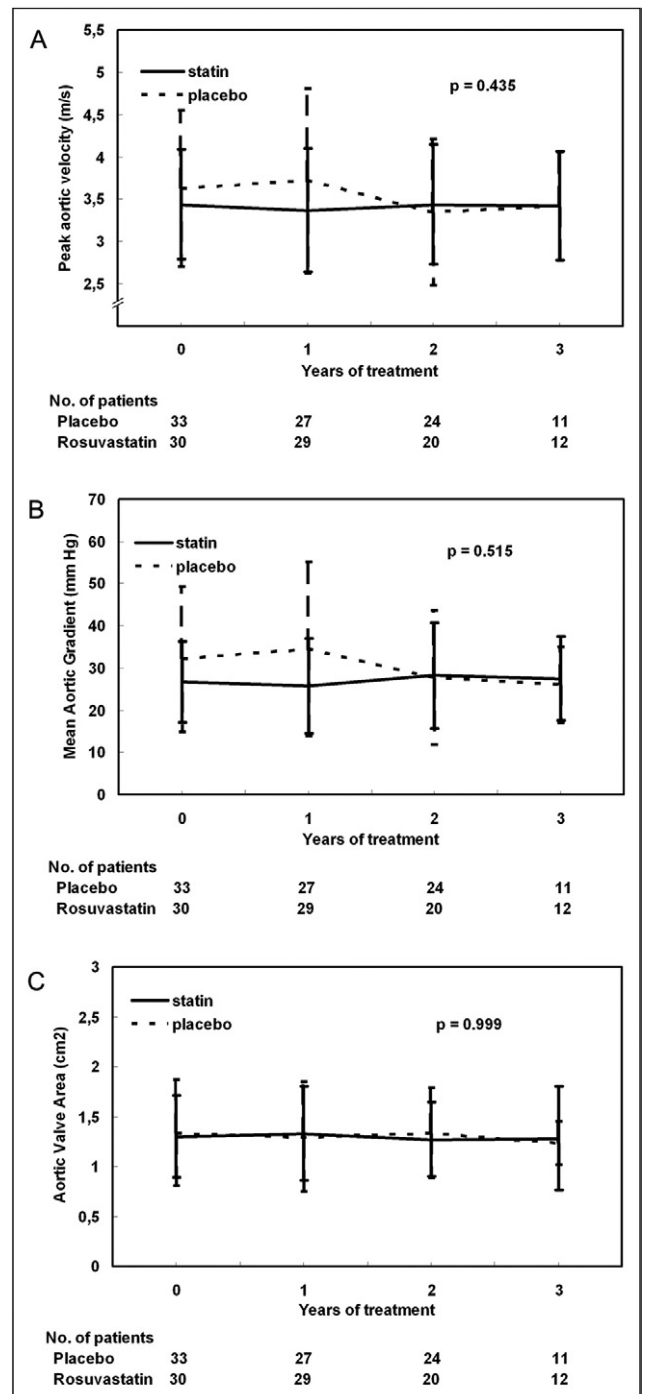 A
5,5
5
4,5
4
3,5
3
2,5
Peak aortic velocity (m/s)
statin
placebo
p = 0.435
0 1 2 3
Years of treatment
No. of patients
Placebo 33 27 24 11
Rosuvastatin 30 29 20 12
B
70
60
50
40
30
20
10
0
Mean Aortic Gradient (mm Hg)
statin
placebo
p = 0.515
0 1 2 3
Years of treatment
No. of patients
Placebo 33 27 24 11
Rosuvastatin 30 29 20 12
C
3
2,5
2
1,5
1
0,5
0
Aortic Valve Area (cm2)
statin
placebo
p = 0.999
0 1 2 3
Years of treatment
No. of patients
Placebo 33 27 24 11
Rosuvastatin 30 29 20 12